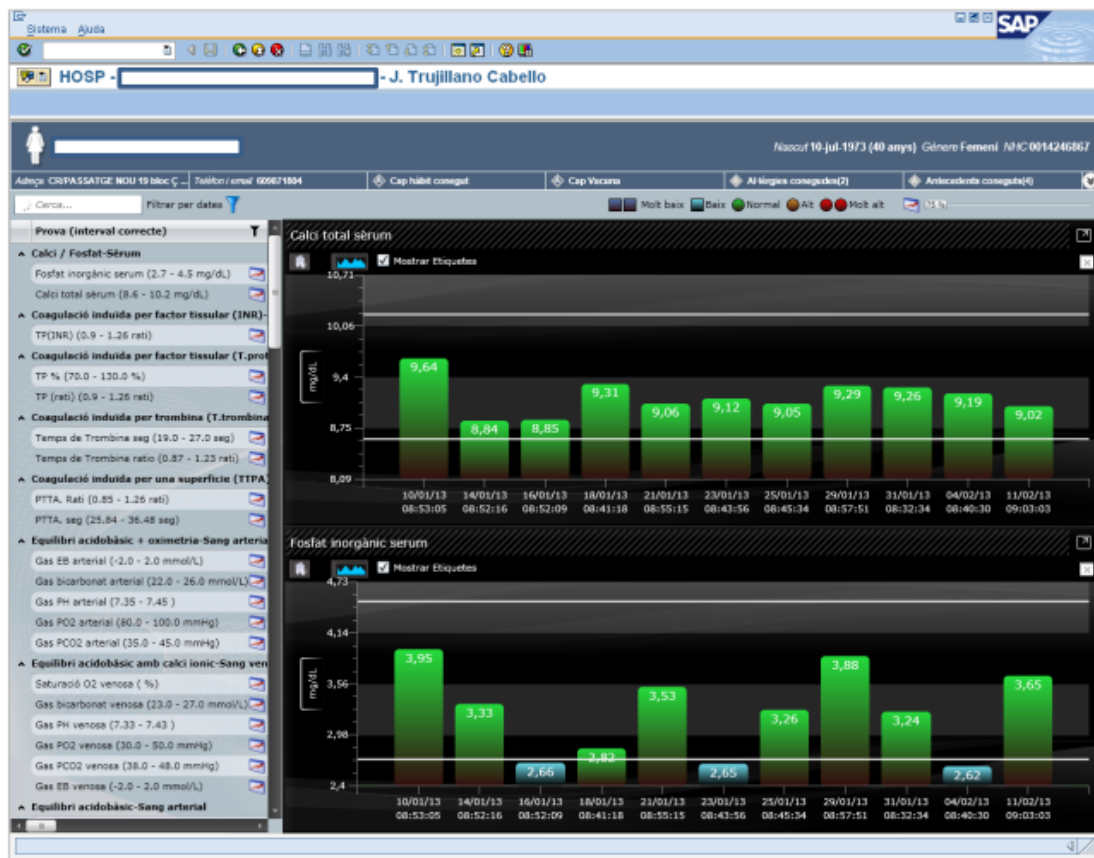 Sistema Ajuda
SAP
HOSP - - J. Trujillano Cabello
Nascut 10-jul-1973 (40 anys) Gènere Femení NHC 0014246867
Adreça CR/PASSATGE NOU 19 bloc Ç ... Telèfon / email 609671804 Cap hàbit conegut Cap Vacuna Al·lèrgies conegudes(2) Antecedents coneguts(4)
Cerca... Filtrar per dates Molt baix Baix Normal Alt Molt alt 75 %
Prova (interval correcte)
Calci / Fosfat-Sèrum
Fosfat inorgànic serum (2.7 - 4.5 mg/dL)
Calci total sèrum (8.6 - 10.2 mg/dL)
Coagulació induïda per factor tissular (INR)-
TP(INR) (0.9 - 1.26 rati)
Coagulació induïda per factor tissular (T.prot
TP % (70.0 - 130.0 %)
TP (rati) (0.9 - 1.26 rati)
Coagulació induïda per trombina (T.trombina
Temps de Trombina seg (19.0 - 27.0 seg)
Temps de Trombina ratio (0.87 - 1.23 rati)
Coagulació induïda per una superfície (TTPA)
PTTA. Rati (0.85 - 1.26 rati)
PTTA. seg (25.84 - 36.48 seg)
Equilibri acidobàsic + oximetria-Sang arteria
Gas EB arterial (-2.0 - 2.0 mmol/L)
Gas bicarbonat arterial (22.0 - 26.0 mmol/L)
Gas PH arterial (7.35 - 7.45 )
Gas PO2 arterial (80.0 - 100.0 mmHg)
Gas PCO2 arterial (35.0 - 45.0 mmHg)
Equilibri acidobàsic amb calci ionic-Sang ven
Saturació O2 venosa ( %)
Gas bicarbonat venosa (23.0 - 27.0 mmol/L)
Gas PH venosa (7.33 - 7.43 )
Gas PO2 venosa (30.0 - 50.0 mmHg)
Gas PCO2 venosa (38.0 - 48.0 mmHg)
Gas EB venosa (-2.0 - 2.0 mmol/L)
Equilibri acidobàsic-Sang arterial
Calci total sèrum
Mostrar Etiquetes
10,71
10,06
9,4
8,75
8,09
mg/dL
9,64 8,84 8,85 9,31 9,06 9,12 9,05 9,29 9,26 9,19 9,02
10/01/13 14/01/13 16/01/13 18/01/13 21/01/13 23/01/13 25/01/13 29/01/13 31/01/13 04/02/13 11/02/13
08:53:05 08:52:16 08:52:09 08:41:18 08:55:15 08:43:56 08:45:34 08:57:51 08:32:34 08:40:30 09:03:03
Fosfat inorgànic serum
Mostrar Etiquetes
4,73
4,14
3,56
2,98
2,4
mg/dL
3,95 3,33 2,66 2,82 3,53 2,65 3,26 3,88 3,24 2,62 3,65
10/01/13 14/01/13 16/01/13 18/01/13 21/01/13 23/01/13 25/01/13 29/01/13 31/01/13 04/02/13 11/02/13
08:53:05 08:52:16 08:52:09 08:41:18 08:55:15 08:43:56 08:45:34 08:57:51 08:32:34 08:40:30 09:03:03